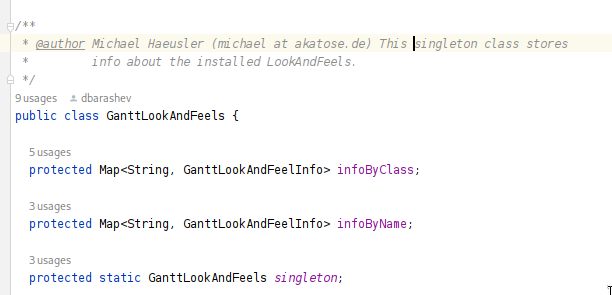 /**
 * @author Michael Haeusler (michael at akatose.de) This singleton class stores
 *         info about the installed LookAndFeels.
 */
9 usages dbarashev
public class GanttLookAndFeels {
5 usages
protected Map<String, GanttLookAndFeelInfo> infoByClass;
3 usages
protected Map<String, GanttLookAndFeelInfo> infoByName;
3 usages
protected static GanttLookAndFeels singleton;